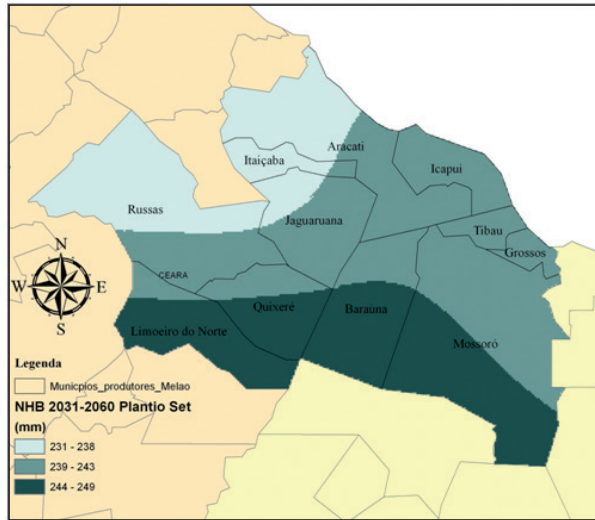 Aracati
Itaiçaba
Icapui
Russas
Jaguaruana
Tibau
Grossos
N
W E
S
CEARA
Quixeré
Baraúna
Limoeiro do Norte
Mossoró
Legenda
Municpios_produtores_Melao
NHB 2031-2060 Plantio Set
(mm)
231 - 238
239 - 243
244 - 249